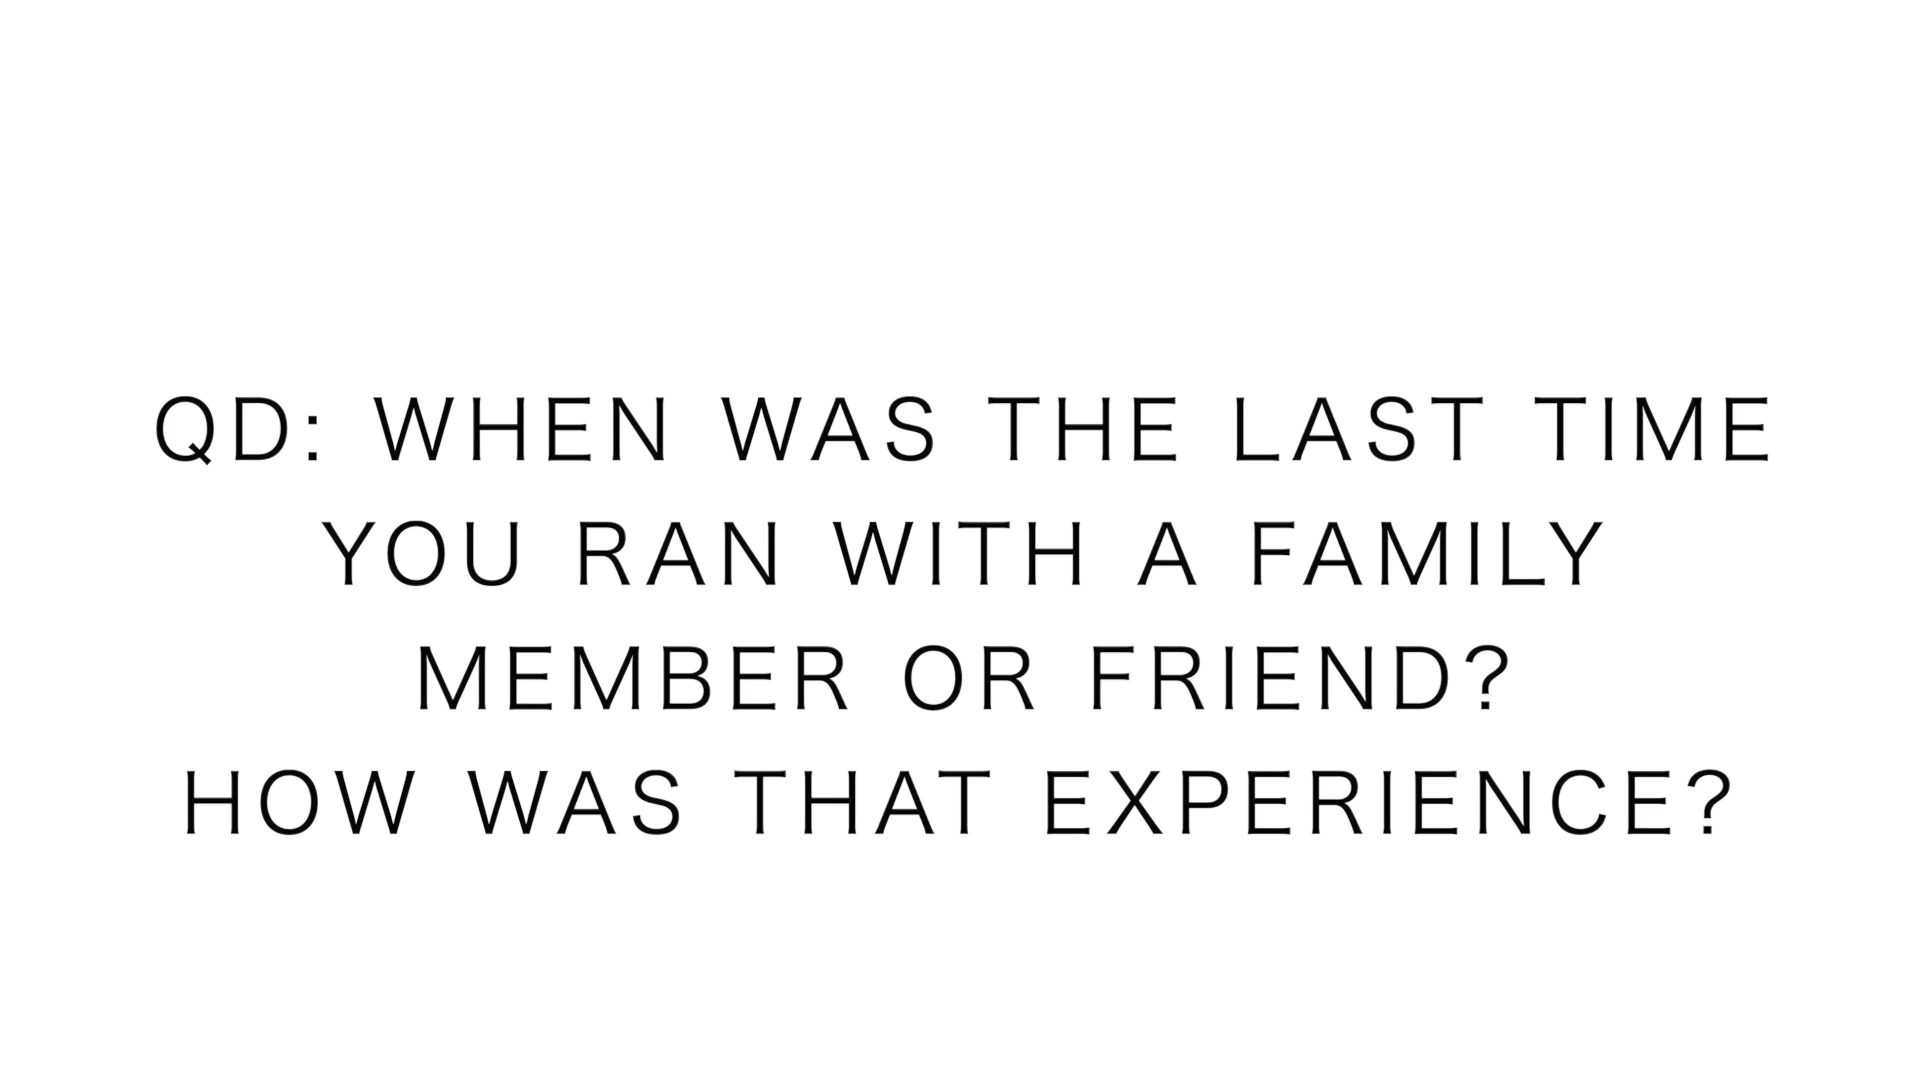 QD: WHEN WAS THE LAST TIME
YOU RAN WITH A FAMILY
MEMBER OR FRIEND?
HOW WAS THAT EXPERIENCE?